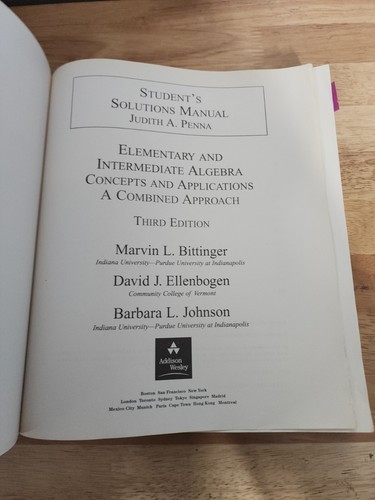 STUDENT'S
SOLUTIONS MANUAL
JUDITH A. PENNA
ELEMENTARY AND
INTERMEDIATE ALGEBRA
CONCEPTS AND APPLICATIONS
A COMBINED APPROACH
THIRD EDITION
Marvin L. Bittinger
Indiana University—Purdue University at Indianapolis
David J. Ellenbogen
Community College of Vermont
Barbara L. Johnson
Indiana University—Purdue University at Indianapolis
Addison
Wesley
Boston San Francisco New York
London Toronto Sydney Tokyo Singapore Madrid
Mexico City Munich Paris Cape Town Hong Kong Montreal